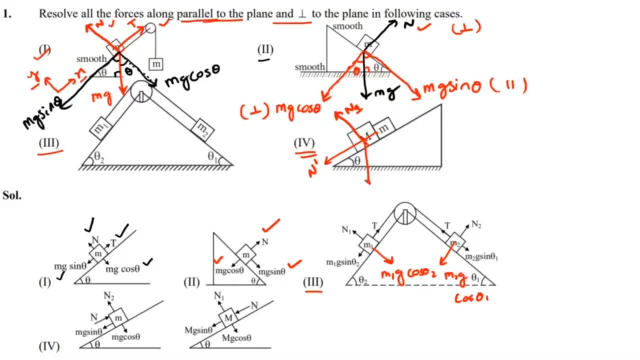 1. Resolve all the forces along parallel to the plane and ⊥ to the plane in following cases.
(I)
N
T
m
m
smooth
y
x
θ
θ
mg
mg sinθ
mg cosθ
(II)
N
(⊥)
m
smooth
smooth
θ
θ
mg
mg sinθ (||)
(⊥) mg cosθ
(III)
m1
m2
θ2
θ1
(IV)
N1
M
m
N'
θ
Sol.
N
T
m
mg sinθ
mg cosθ
(I)
θ
N
m
mgcosθ
mgsinθ
(II)
θ
N1
T
T
N2
m1
m2
m1gsinθ2
m2gsinθ1
m1g cosθ2
m2g cosθ1
(III)
θ2
θ1
N2
N
m
mgsinθ
mgcosθ
(IV)
θ
N1
N
M
Mgsinθ
Mgcosθ
θ